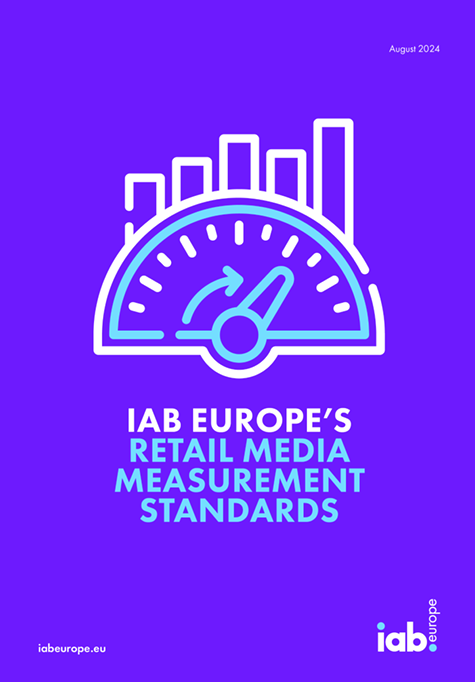 August 2024
IAB EUROPE'S
RETAIL MEDIA
MEASUREMENT
STANDARDS
iabeurope.eu
iab.
europe